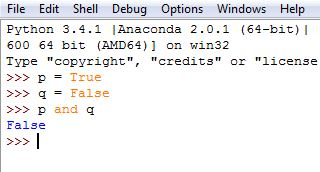 File Edit Shell Debug Options Windows Help
Python 3.4.1 |Anaconda 2.0.1 (64-bit)|
600 64 bit (AMD64)] on win32
Type "copyright", "credits" or "license
>>> p = True
>>> q = False
>>> p and q
False
>>>